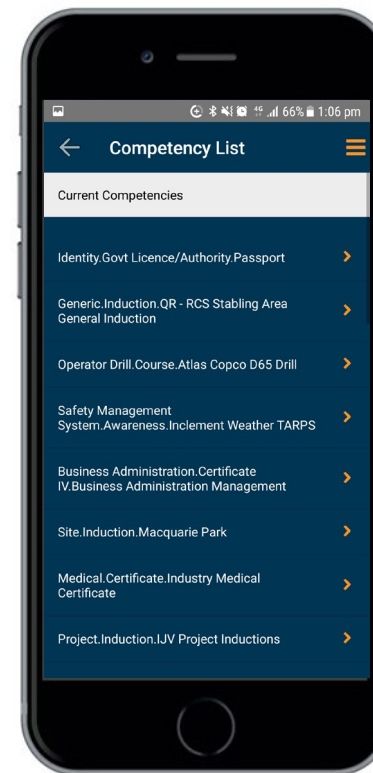 4G 66% 1:06 pm
Competency List
Current Competencies
Identity.Govt Licence/Authority.Passport
Generic.Induction.QR - RCS Stabling Area
General Induction
Operator Drill.Course.Atlas Copco D65 Drill
Safety Management
System.Awareness.Inclement Weather TARPS
Business Administration.Certificate
IV.Business Administration Management
Site.Induction.Macquarie Park
Medical.Certificate.Industry Medical
Certificate
Project.Induction.IJV Project Inductions